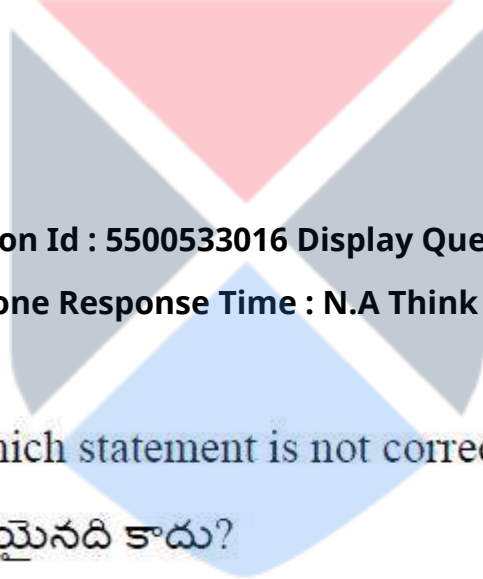 on Id : 5500533016 Display Que
one Response Time : N.A Think
hich statement is not correc
యైనది కాదు?